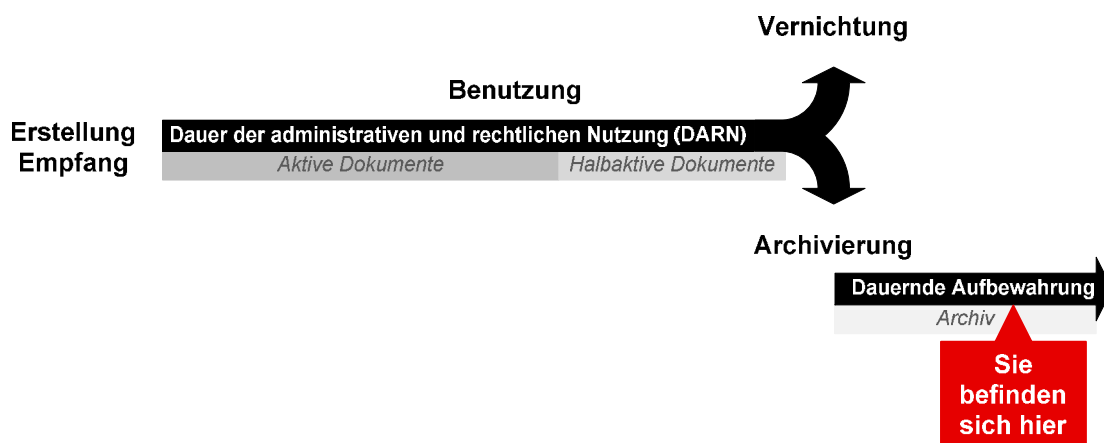 Vernichtung
Benutzung
Erstellung
Empfang
Dauer der administrativen und rechtlichen Nutzung (DARN)
Aktive Dokumente
Halbaktive Dokumente
Archivierung
Dauernde Aufbewahrung
Archiv
Sie
befinden
sich hier